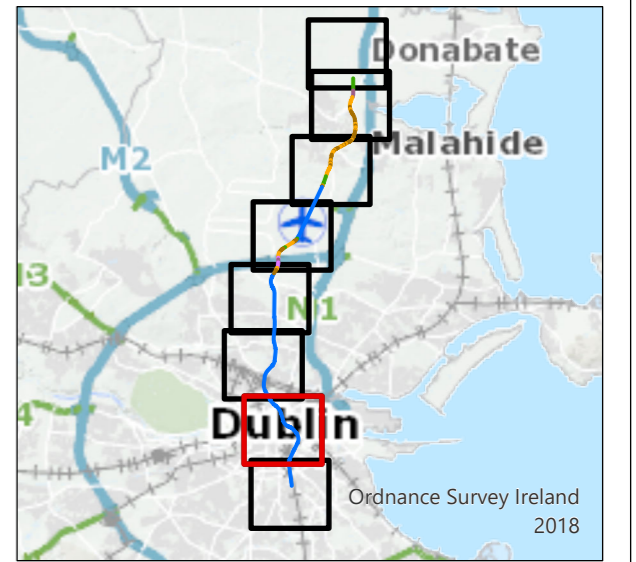 Donabate
M2
Malahide
N1
Dublin
Ordnance Survey Ireland
2018